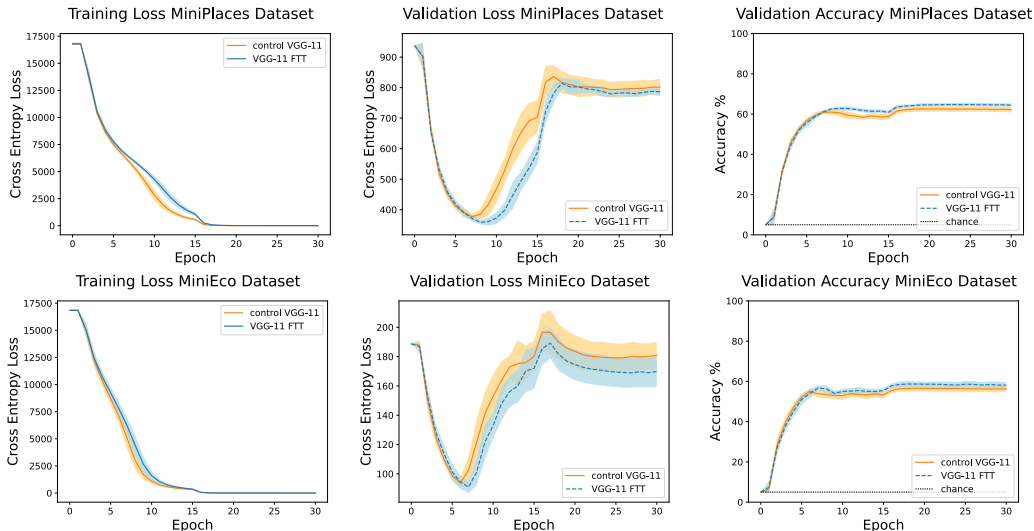 Training Loss MiniPlaces Dataset
Cross Entropy Loss
17500
15000
12500
10000
7500
5000
2500
0
0 5 10 15 20 25 30
Epoch
control VGG-11
VGG-11 FTT
Validation Loss MiniPlaces Dataset
Cross Entropy Loss
900
800
700
600
500
400
0 5 10 15 20 25 30
Epoch
control VGG-11
VGG-11 FTT
Validation Accuracy MiniPlaces Dataset
Accuracy %
100
80
60
40
20
0
0 5 10 15 20 25 30
Epoch
control VGG-11
VGG-11 FTT
chance
Training Loss MiniEco Dataset
Cross Entropy Loss
17500
15000
12500
10000
7500
5000
2500
0
0 5 10 15 20 25 30
Epoch
control VGG-11
VGG-11 FTT
Validation Loss MiniEco Dataset
Cross Entropy Loss
200
180
160
140
120
100
0 5 10 15 20 25 30
Epoch
control VGG-11
VGG-11 FTT
Validation Accuracy MiniEco Dataset
Accuracy %
100
80
60
40
20
0
0 5 10 15 20 25 30
Epoch
control VGG-11
VGG-11 FTT
chance